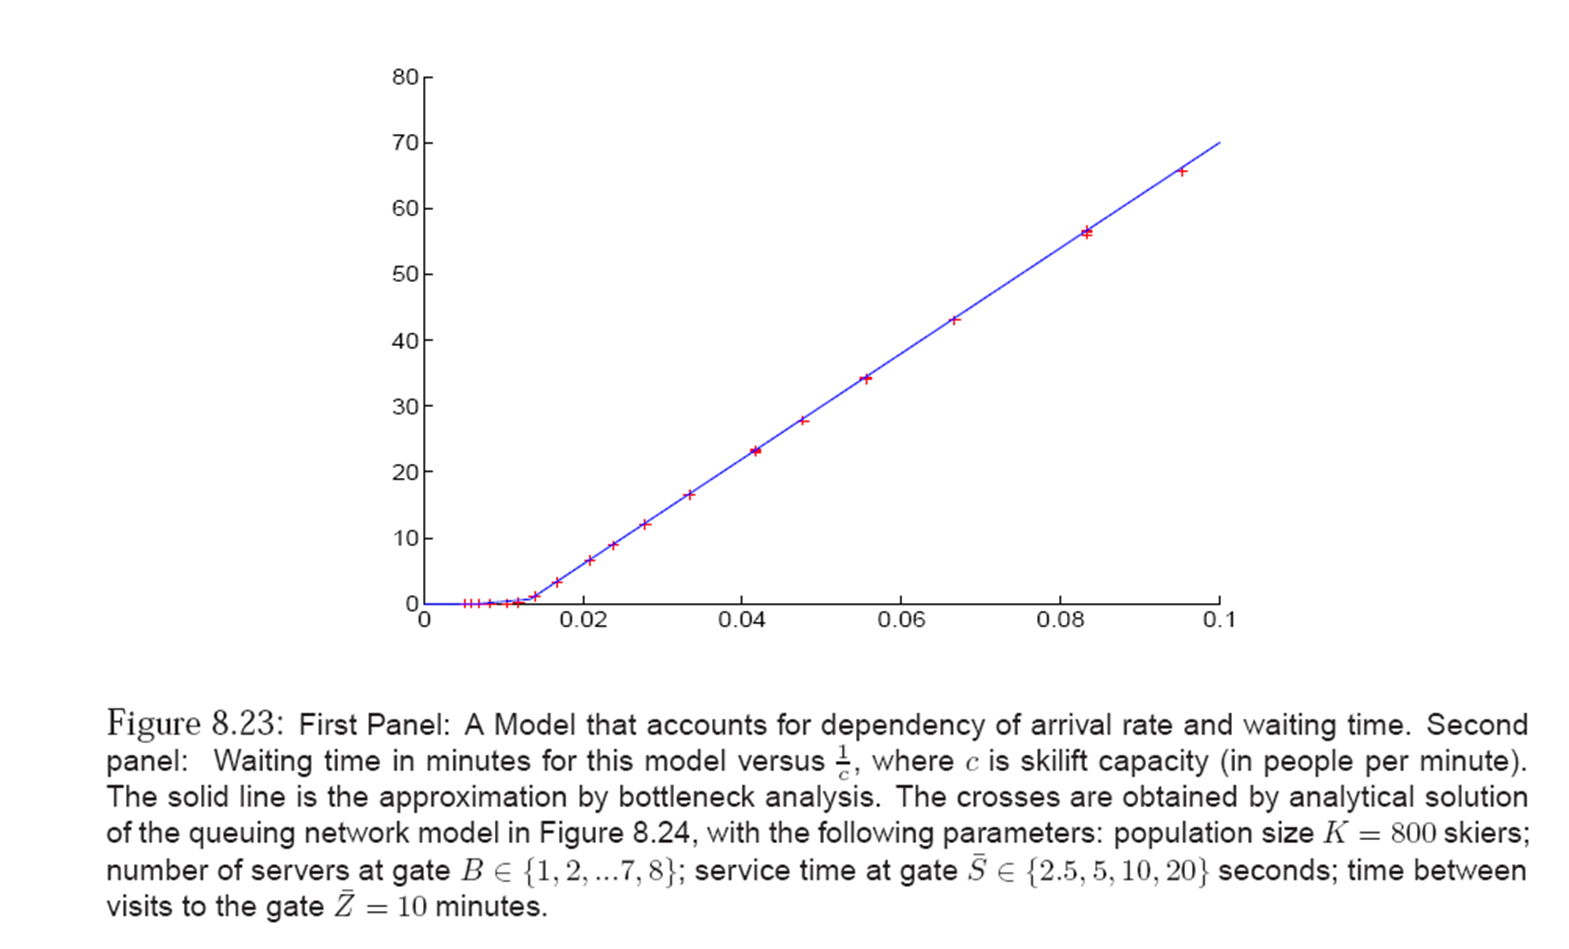 80
70
60
50
40
30
20
10
0
0 0.02 0.04 0.06 0.08 0.1
Figure 8.23: First Panel: A Model that accounts for dependency of arrival rate and waiting time. Second
panel: Waiting time in minutes for this model versus 1/c, where c is skilift capacity (in people per minute).
The solid line is the approximation by bottleneck analysis. The crosses are obtained by analytical solution
of the queuing network model in Figure 8.24, with the following parameters: population size K = 800 skiers;
number of servers at gate B ∈ {1, 2, ...7, 8}; service time at gate S̄ ∈ {2.5, 5, 10, 20} seconds; time between
visits to the gate Z̄ = 10 minutes.